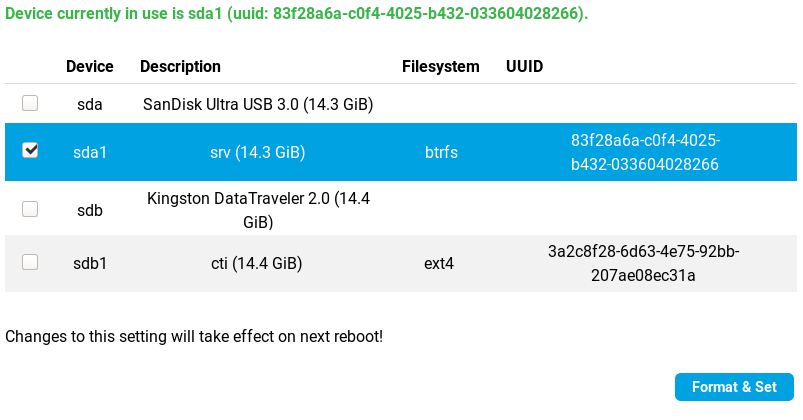 Device currently in use is sda1 (uuid: 83f28a6a-c0f4-4025-b432-033604028266).
Device Description Filesystem UUID
sda SanDisk Ultra USB 3.0 (14.3 GiB)
sda1 srv (14.3 GiB) btrfs 83f28a6a-c0f4-4025-
b432-033604028266
sdb Kingston DataTraveler 2.0 (14.4
GiB)
sdb1 cti (14.4 GiB) ext4 3a2c8f28-6d63-4e75-92bb-
207ae08ec31a
Changes to this setting will take effect on next reboot!
Format & Set